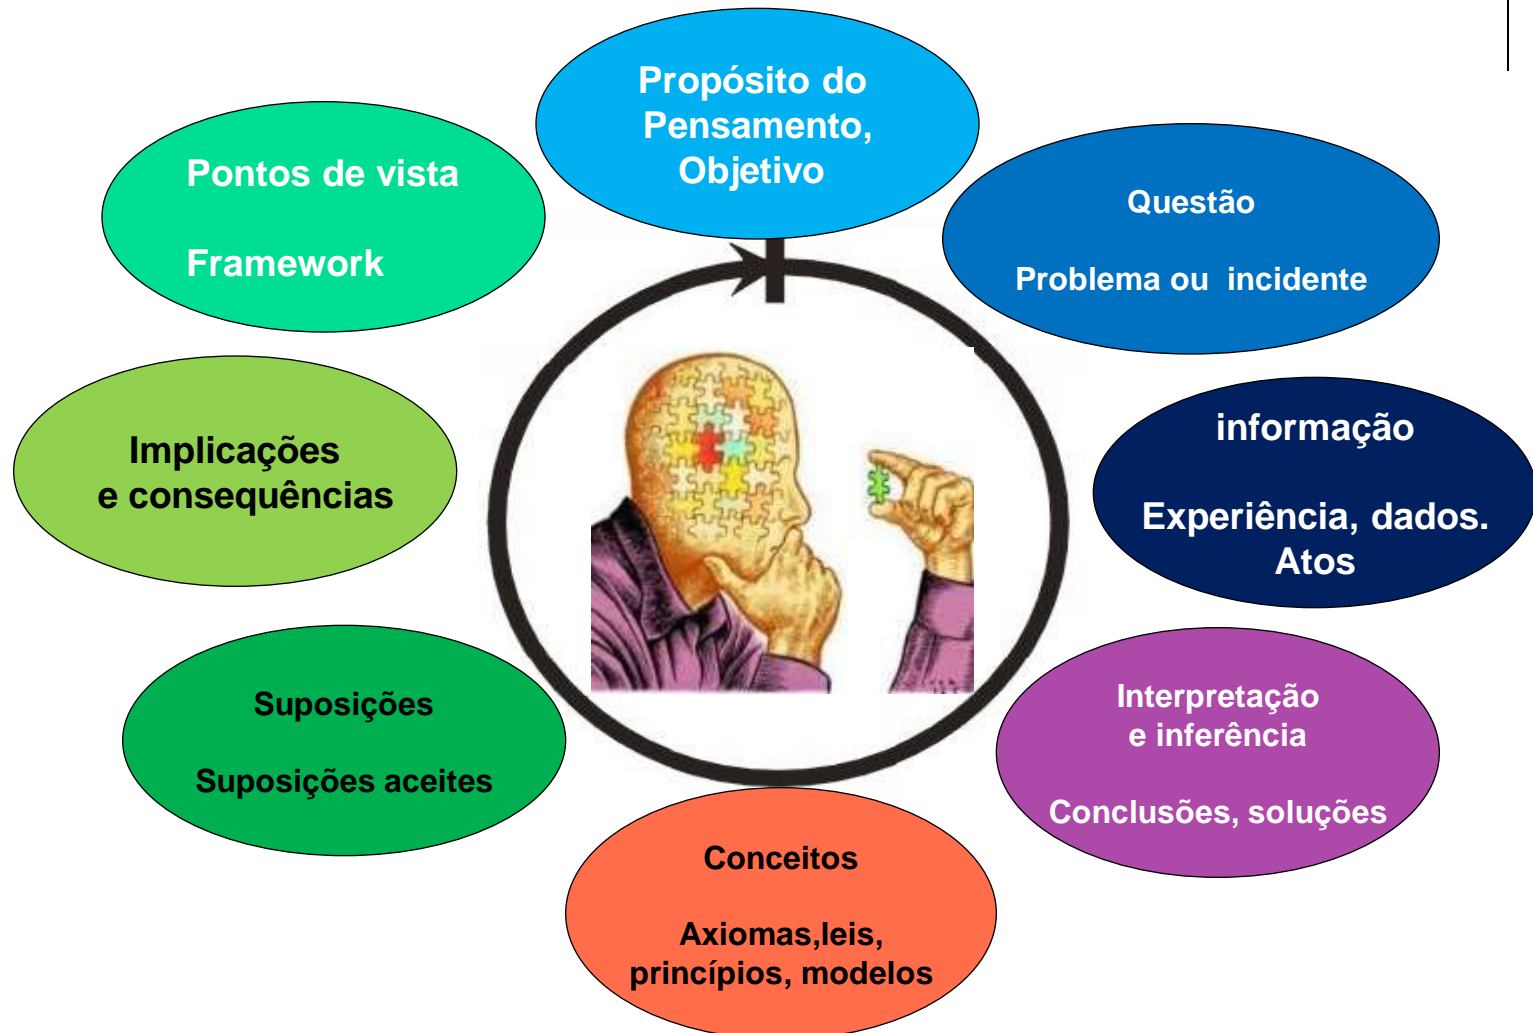 Propósito do
Pensamento,
Objetivo
Questão
Problema ou incidente
informação
Experiência, dados.
Atos
Interpretação
e inferência
Conclusões, soluções
Conceitos
Axiomas,leis,
princípios, modelos
Suposições
Suposições aceites
Implicações
e consequências
Pontos de vista
Framework